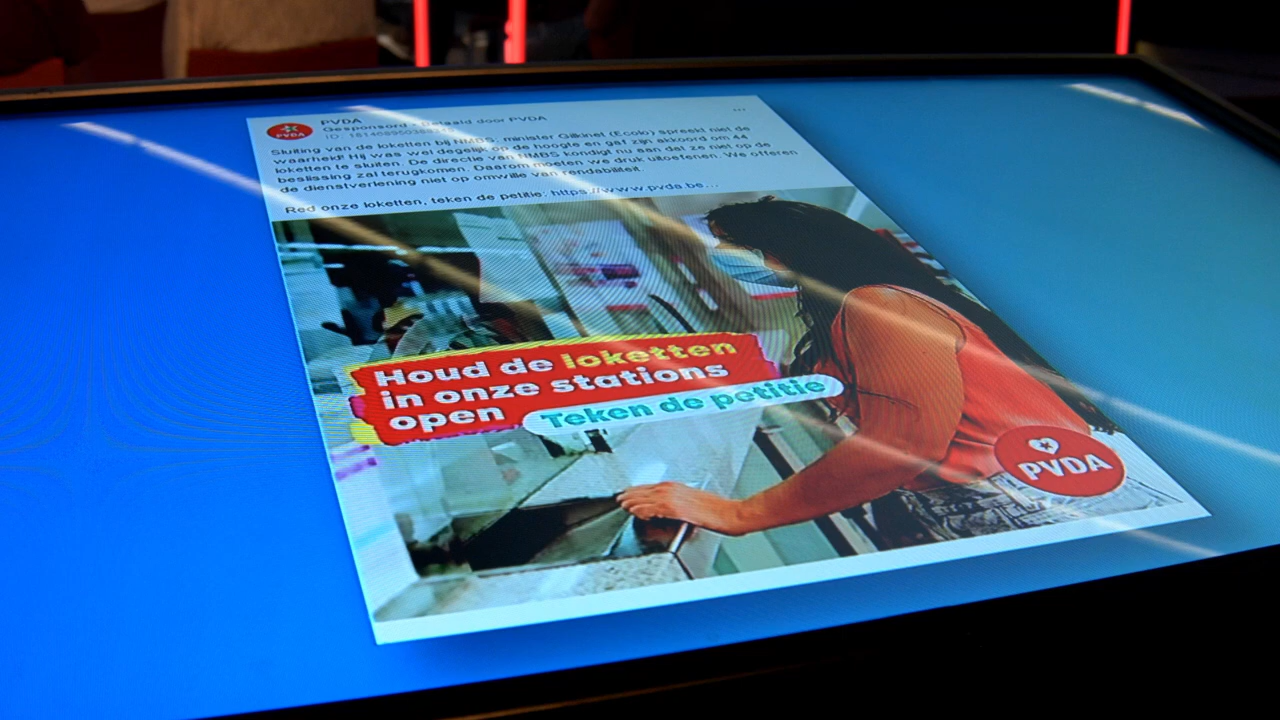 PVDA
PVDA
Gesponsord • Betaald door PVDA
ID:
Sluiting van de loketten bij NMBS: minister Gilkinet (Ecolo) spreekt niet de
waarheid! Hij was wel degelijk op de hoogte en gaf zijn akkoord om 44
loketten te sluiten. De directie van NMBS kondigt nu aan dat ze niet op de
beslissing zal terugkomen. Daarom moeten we druk uitoefenen. We offeren
de dienstverlening niet op omwille van rendabiliteit.
Red onze loketten, teken de petitie: https://www.pvda.be...
Houd de loketten
in onze stations
open
Teken de petitie
PVDA